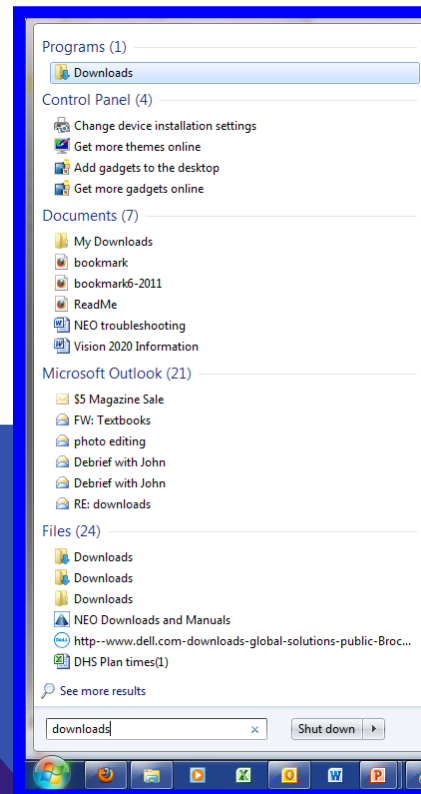 Programs (1)
Downloads
Control Panel (4)
Change device installation settings
Get more themes online
Add gadgets to the desktop
Get more gadgets online
Documents (7)
My Downloads
bookmark
bookmark6-2011
ReadMe
NEO troubleshooting
Vision 2020 Information
Microsoft Outlook (21)
$5 Magazine Sale
FW: Textbooks
photo editing
Debrief with John
Debrief with John
RE: downloads
Files (24)
Downloads
Downloads
Downloads
NEO Downloads and Manuals
http--www.dell.com-downloads-global-solutions-public-Broc...
DHS Plan times(1)
See more results
downloads Shut down